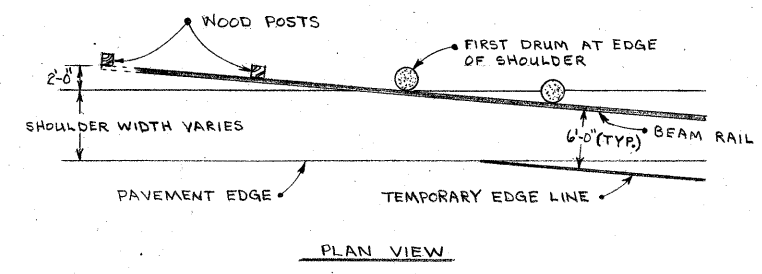 WOOD POSTS
FIRST DRUM AT EDGE
OF SHOULDER
2'-0"
SHOULDER WIDTH VARIES
6'-0" (TYP.)
BEAM RAIL
PAVEMENT EDGE
TEMPORARY EDGE LINE
PLAN VIEW